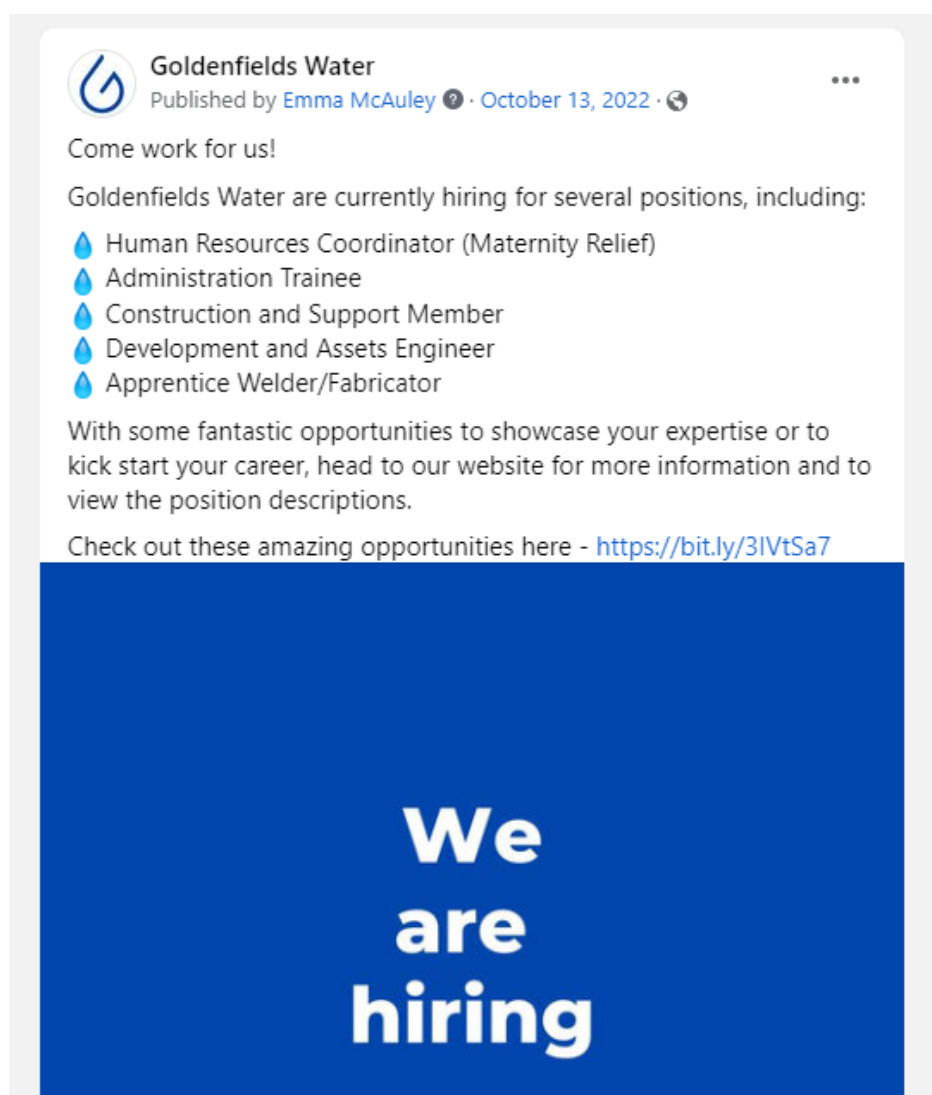 Goldenfields Water
Published by Emma McAuley · October 13, 2022 ·
Come work for us!
Goldenfields Water are currently hiring for several positions, including:
💧 Human Resources Coordinator (Maternity Relief)
💧 Administration Trainee
💧 Construction and Support Member
💧 Development and Assets Engineer
💧 Apprentice Welder/Fabricator
With some fantastic opportunities to showcase your expertise or to
kick start your career, head to our website for more information and to
view the position descriptions.
Check out these amazing opportunities here - https://bit.ly/3lVtSa7
We
are
hiring